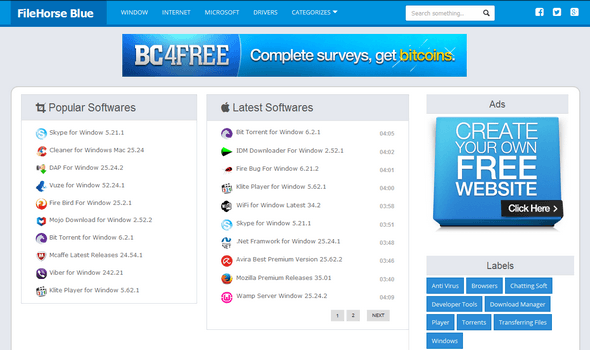 FileHorse Blue
WINDOW
INTERNET
MICROSOFT
DRIVERS
CATEGORIZES
Search something...
BC4FREE
Complete surveys, get bitcoins.
Popular Softwares
Skype for Window 5.21.1
Cleaner for Windows Mac 25.24
DAP For Window 25.24.2
Vuze for Window 52.24.1
Fire Bird For Window 25.2.1
Mojo Download for Window 2.52.2
Bit Torrent for Window 6.2.1
Mcaffe Latest Releases 24.54.1
Viber for Window 242.21
Klite Player for Window 5.62.1
Latest Softwares
Bit Torrent for Window 6.2.1 04:05
IDM Downloader For Window 2.52.1 04:02
Fire Bug For Window 6.21.2 04:01
Klite Player for Window 5.62.1 04:00
WiFi for Window Latest 34.2 03:58
Skype for Window 5.21.1 03:51
.Net Framwork for Window 25.24.1 03:48
Avira Best Premium Version 25.62.2 03:46
Mozilla Premium Releases 35.01 03:40
Wamp Server Window 25.24.2 04:09
1 2 NEXT
Ads
CREATE
YOUR OWN
FREE
WEBSITE
Click Here >
Labels
Anti Virus
Browsers
Chatting Soft
Developer Tools
Download Manager
Player
Torrents
Transferring Files
Windows